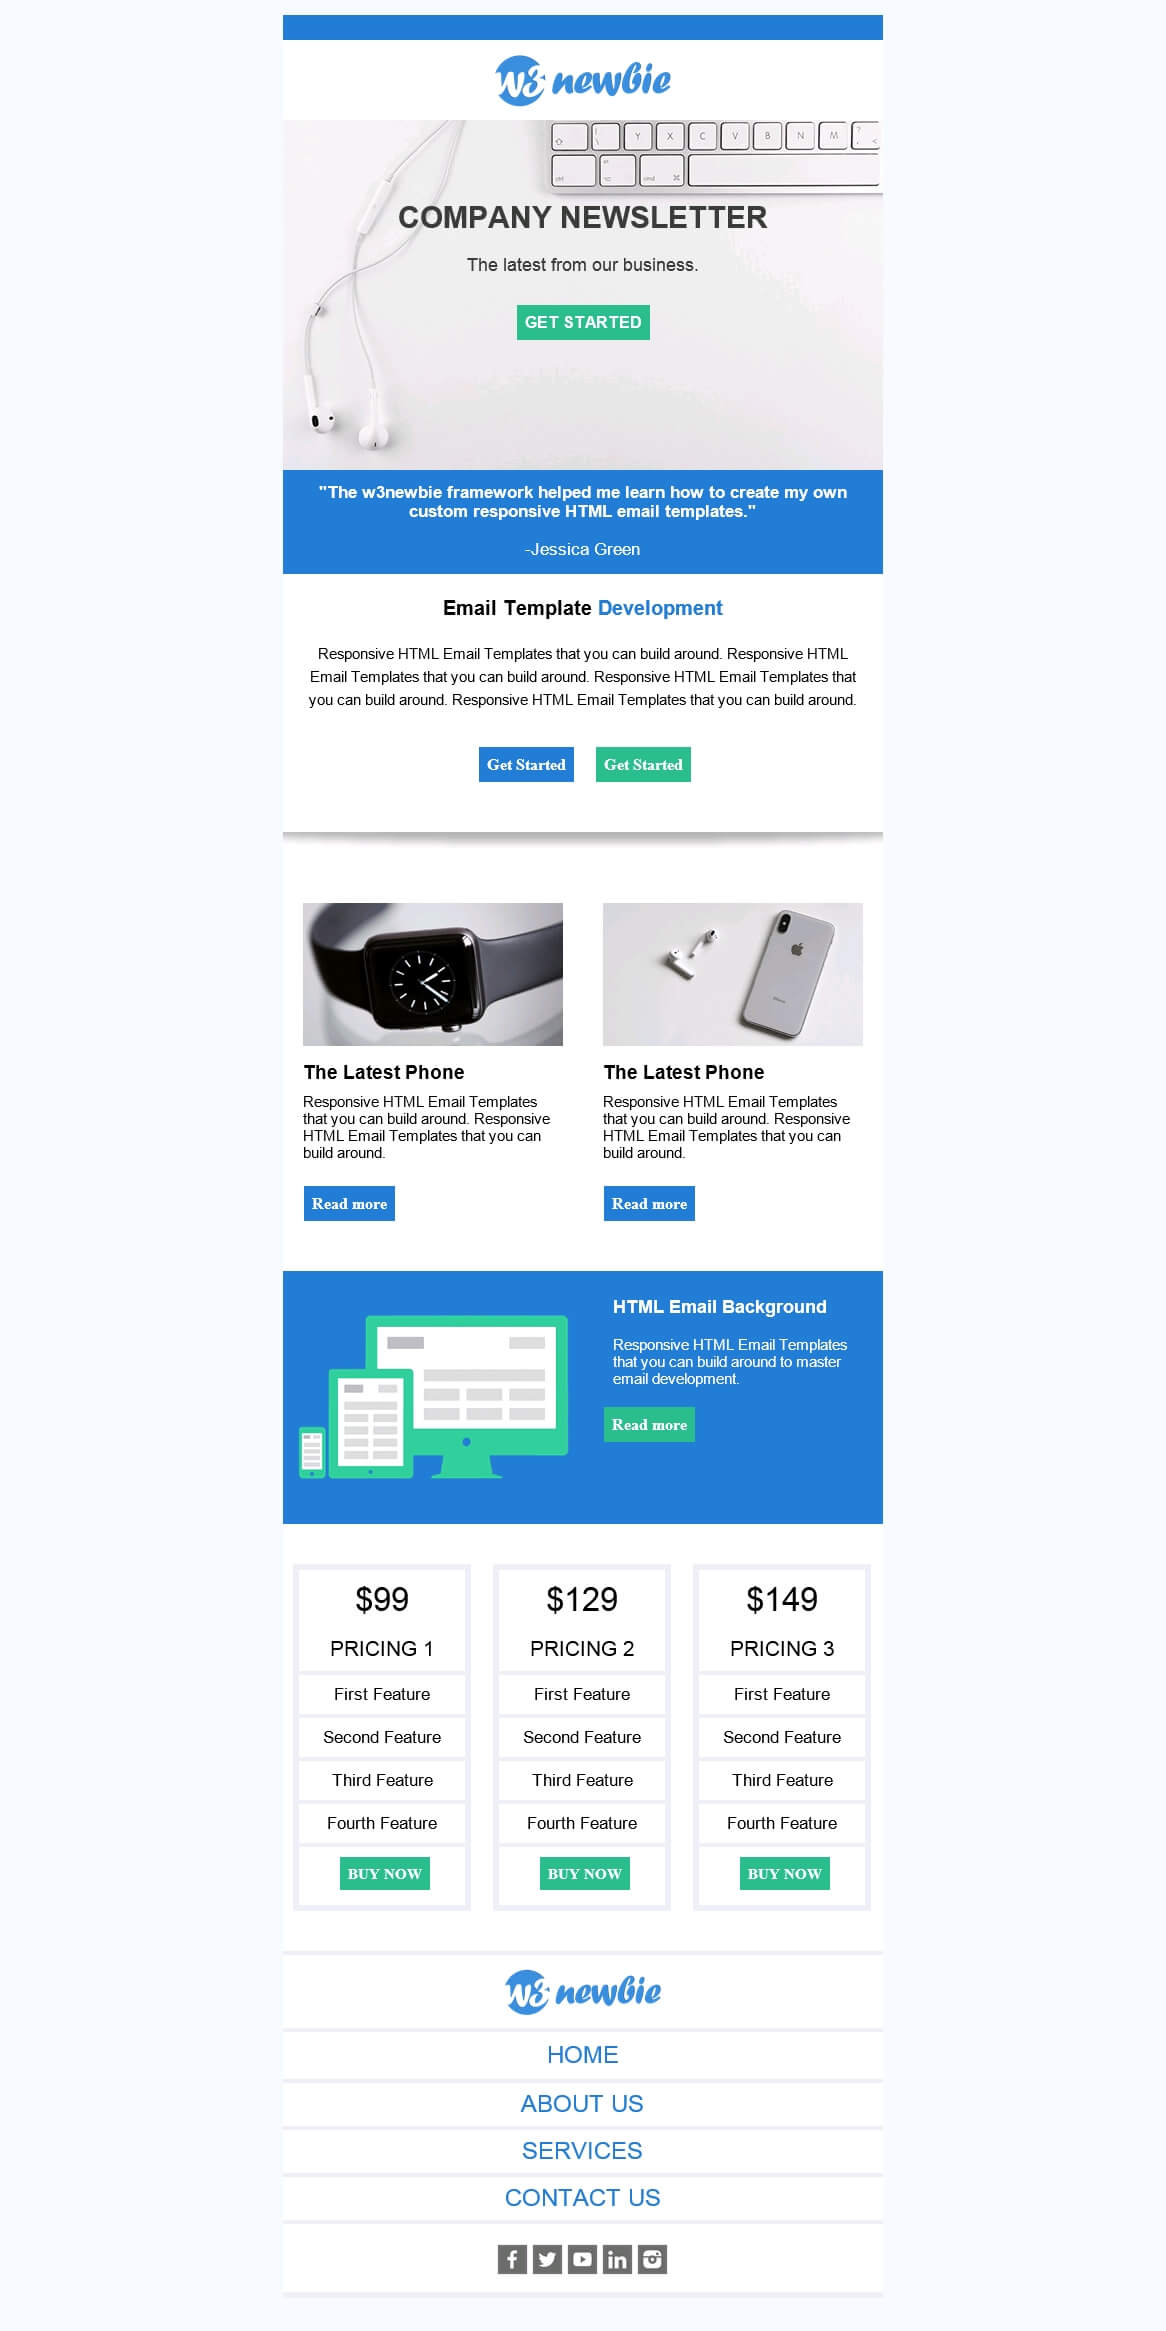 w3 newbie
Y X C V B N M ?
ctrl cmd
COMPANY NEWSLETTER
The latest from our business.
GET STARTED
"The w3newbie framework helped me learn how to create my own
custom responsive HTML email templates."
-Jessica Green
Email Template Development
Responsive HTML Email Templates that you can build around. Responsive HTML
Email Templates that you can build around. Responsive HTML Email Templates that
you can build around. Responsive HTML Email Templates that you can build around.
Get Started Get Started
The Latest Phone
Responsive HTML Email Templates
that you can build around. Responsive
HTML Email Templates that you can
build around.
Read more
The Latest Phone
Responsive HTML Email Templates
that you can build around. Responsive
HTML Email Templates that you can
build around.
Read more
HTML Email Background
Responsive HTML Email Templates
that you can build around to master
email development.
Read more
$99
PRICING 1
First Feature
Second Feature
Third Feature
Fourth Feature
BUY NOW
$129
PRICING 2
First Feature
Second Feature
Third Feature
Fourth Feature
BUY NOW
$149
PRICING 3
First Feature
Second Feature
Third Feature
Fourth Feature
BUY NOW
w3 newbie
HOME
ABOUT US
SERVICES
CONTACT US